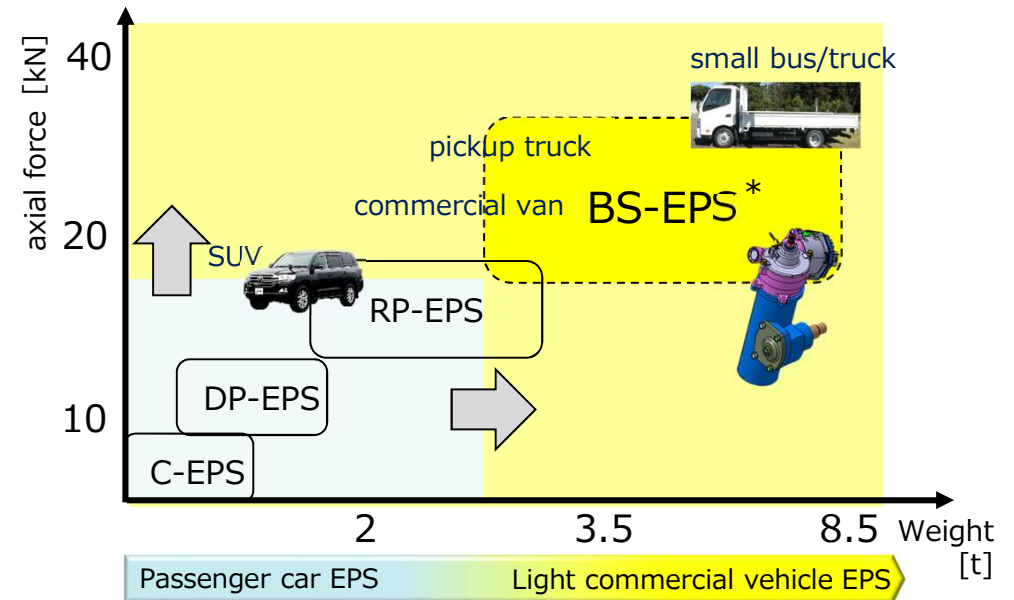 axial force [kN]
40
20
10
small bus/truck
pickup truck
commercial van
BS-EPS*
SUV
RP-EPS
DP-EPS
C-EPS
2
3.5
8.5
Weight
[t]
Passenger car EPS
Light commercial vehicle EPS